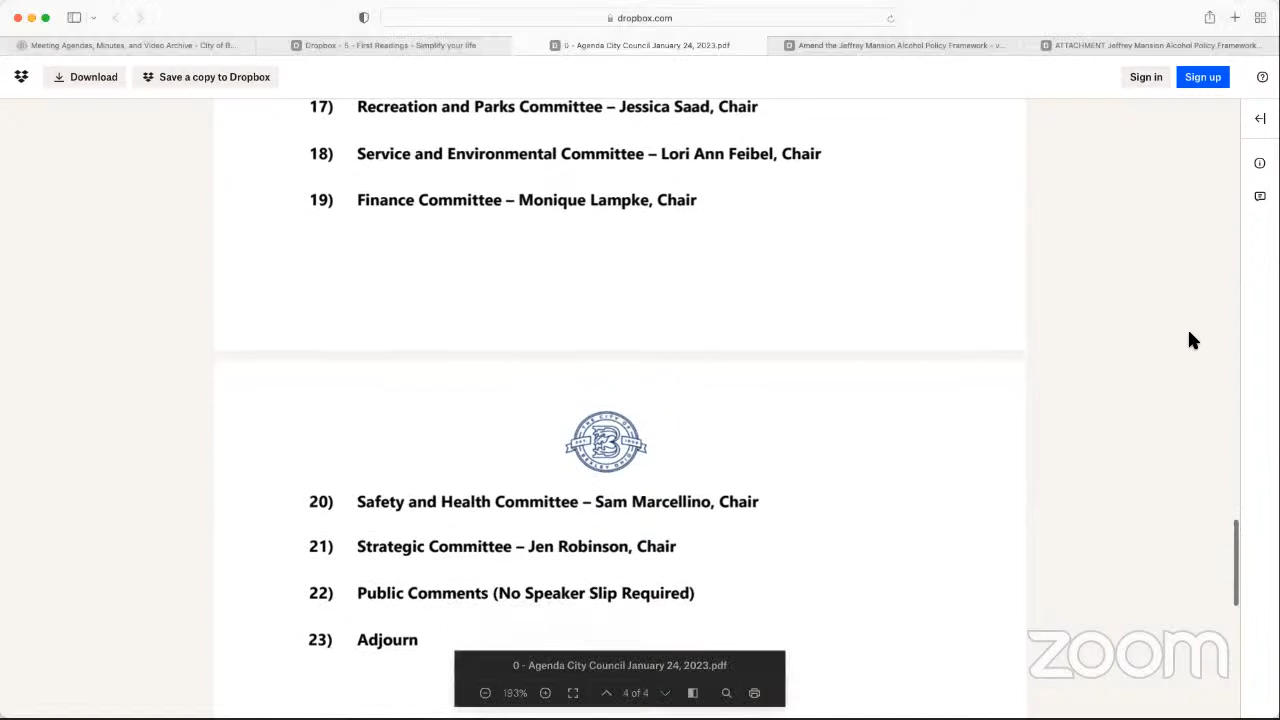 dropbox.com
Meeting Agendas, Minutes, and Video Archive - City of B...
Dropbox - 5 - First Readings - Simplify your life
0 - Agenda City Council January 24, 2023.pdf
Amend the Jeffrey Mansion Alcohol Policy Framework - v...
ATTACHMENT Jeffrey Mansion Alcohol Policy Framework...
Download
Save a copy to Dropbox
Sign in
Sign up
17) Recreation and Parks Committee – Jessica Saad, Chair
18) Service and Environmental Committee – Lori Ann Feibel, Chair
19) Finance Committee – Monique Lampke, Chair
THE CITY OF
B
BEXLEY OHIO
20) Safety and Health Committee – Sam Marcellino, Chair
21) Strategic Committee – Jen Robinson, Chair
22) Public Comments (No Speaker Slip Required)
23) Adjourn
0 - Agenda City Council January 24, 2023.pdf
193%
4 of 4
zoom